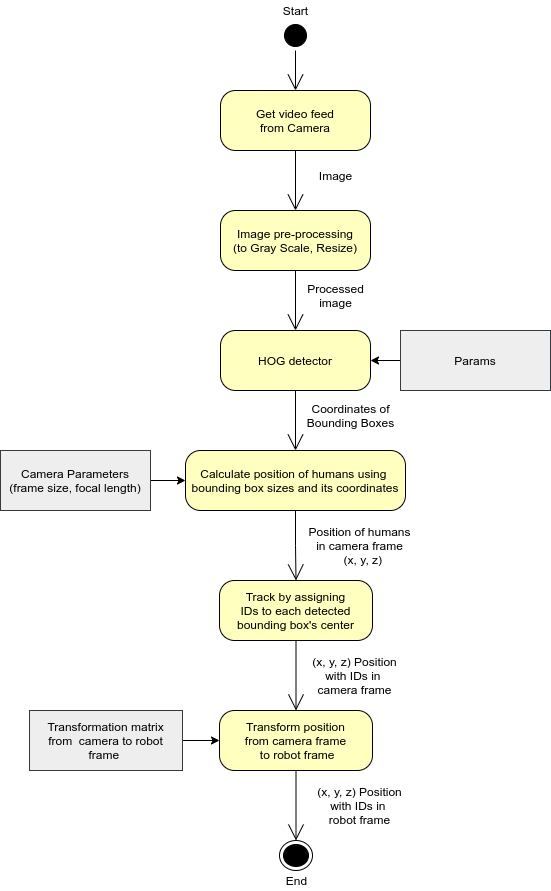 Start
Get video feed
from Camera
Image
Image pre-processing
(to Gray Scale, Resize)
Processed
image
HOG detector
Params
Coordinates of
Bounding Boxes
Camera Parameters
(frame size, focal length)
Calculate position of humans using
bounding box sizes and its coordinates
Position of humans
in camera frame
(x, y, z)
Track by assigning
IDs to each detected
bounding box's center
(x, y, z) Position
with IDs in
camera frame
Transformation matrix
from camera to robot
frame
Transform position
from camera frame
to robot frame
(x, y, z) Position
with IDs in
robot frame
End